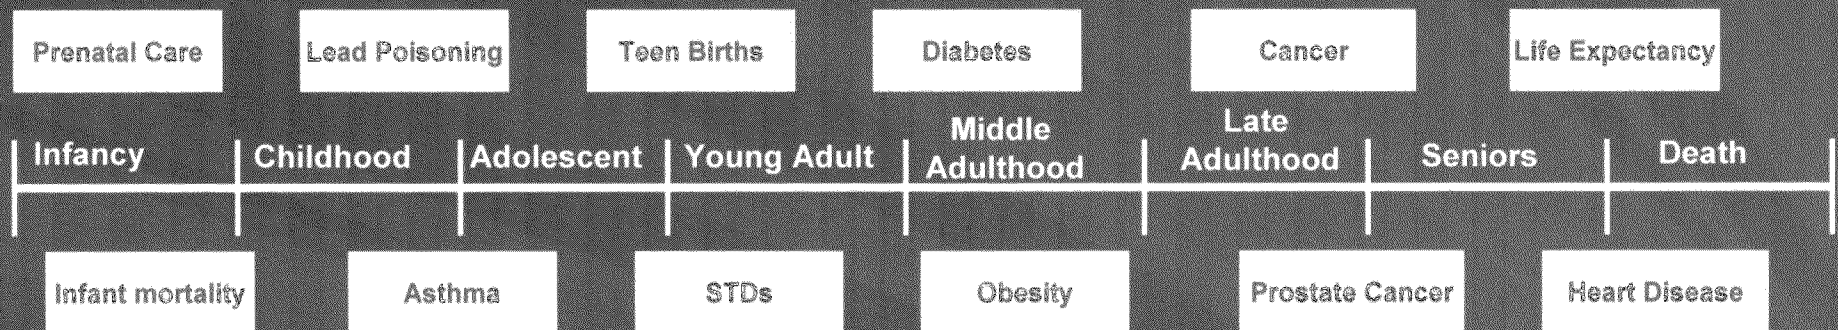 Prenatal Care
Lead Poisoning
Teen Births
Diabetes
Cancer
Life Expectancy
Infancy
Childhood
Adolescent
Young Adult
Middle
Adulthood
Late
Adulthood
Seniors
Death
Infant mortality
Asthma
STDs
Obesity
Prostate Cancer
Heart Disease